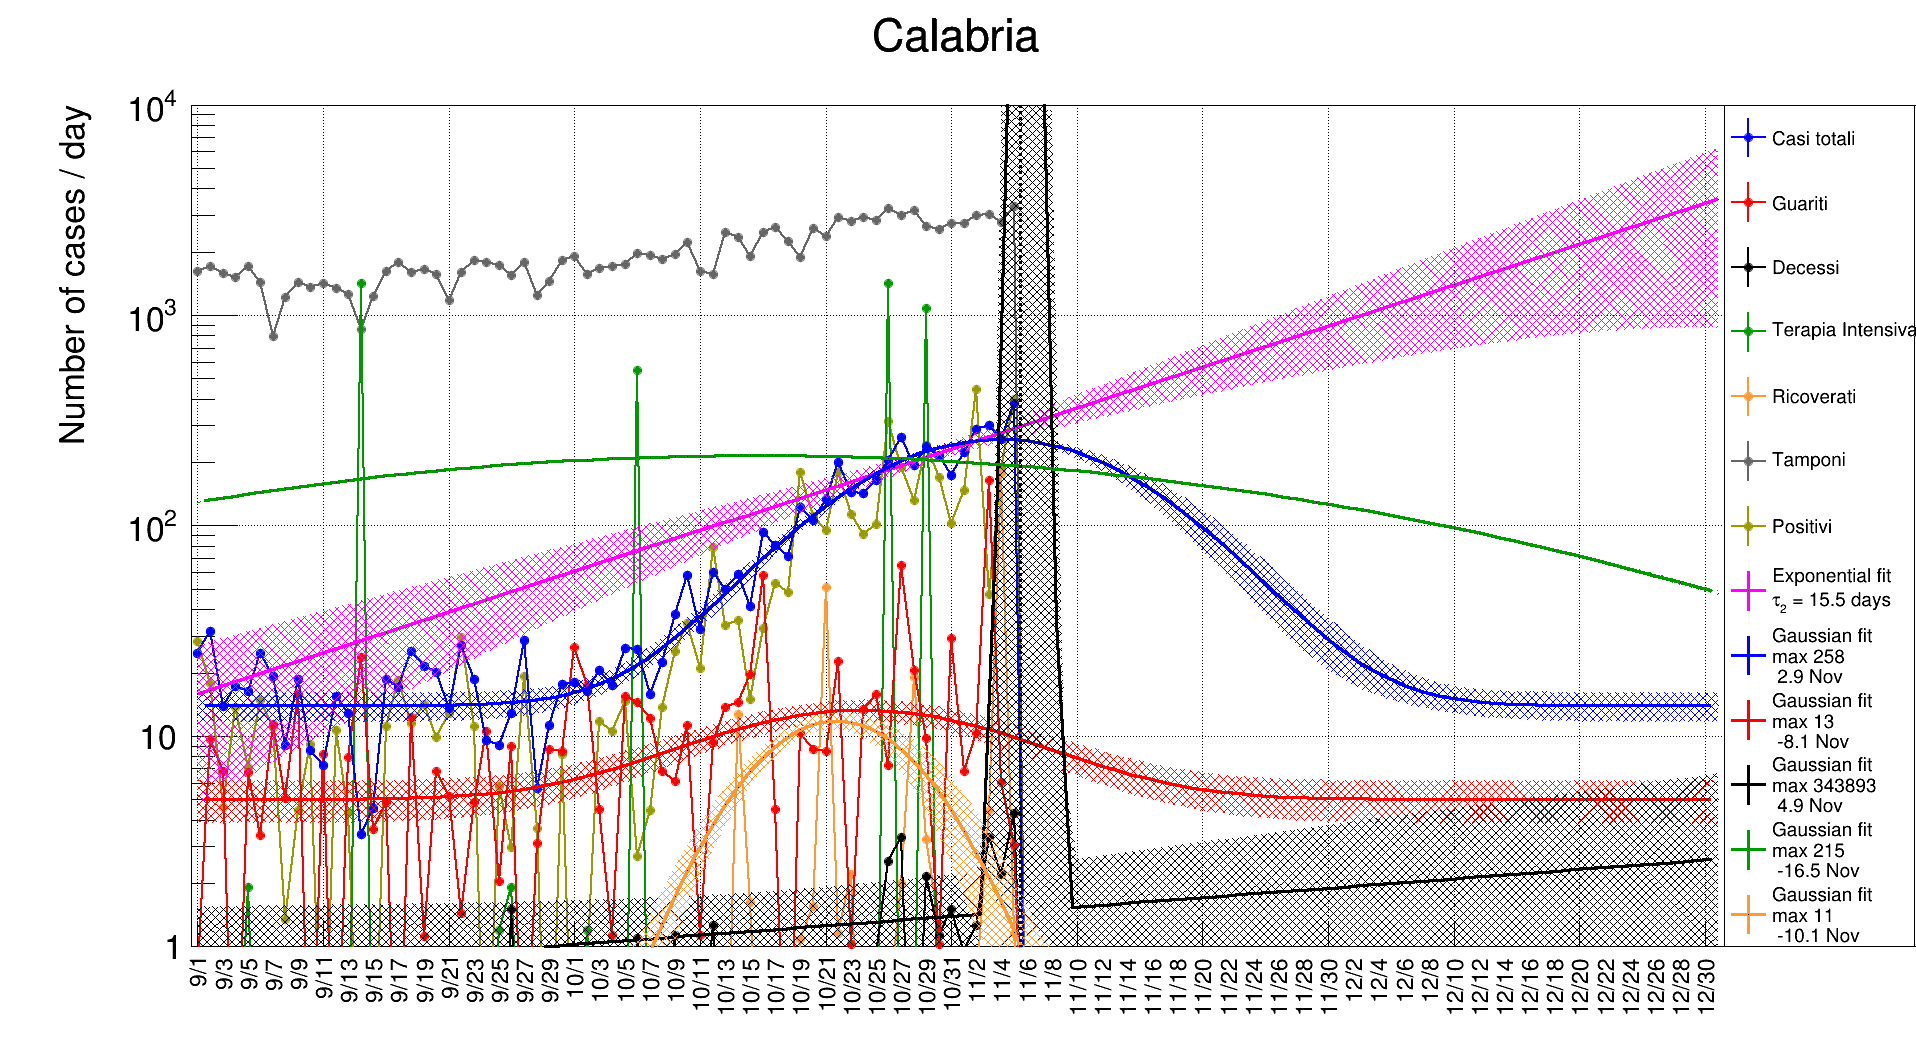 Calabria
Number of cases / day
10^4
10^3
10^2
10
1
9/1
9/3
9/5
9/7
9/9
9/11
9/13
9/15
9/17
9/19
9/21
9/23
9/25
9/27
9/29
10/1
10/3
10/5
10/7
10/9
10/11
10/13
10/15
10/17
10/19
10/21
10/23
10/25
10/27
10/29
10/31
11/2
11/4
11/6
11/8
11/10
11/12
11/14
11/16
11/18
11/20
11/22
11/24
11/26
11/28
11/30
12/2
12/4
12/6
12/8
12/10
12/12
12/14
12/16
12/18
12/20
12/22
12/24
12/26
12/28
12/30
Casi totali
Guariti
Decessi
Terapia Intensiva
Ricoverati
Tamponi
Positivi
Exponential fit
τ₂ = 15.5 days
Gaussian fit
max 258
2.9 Nov
Gaussian fit
max 13
-8.1 Nov
Gaussian fit
max 343893
4.9 Nov
Gaussian fit
max 215
-16.5 Nov
Gaussian fit
max 11
-10.1 Nov